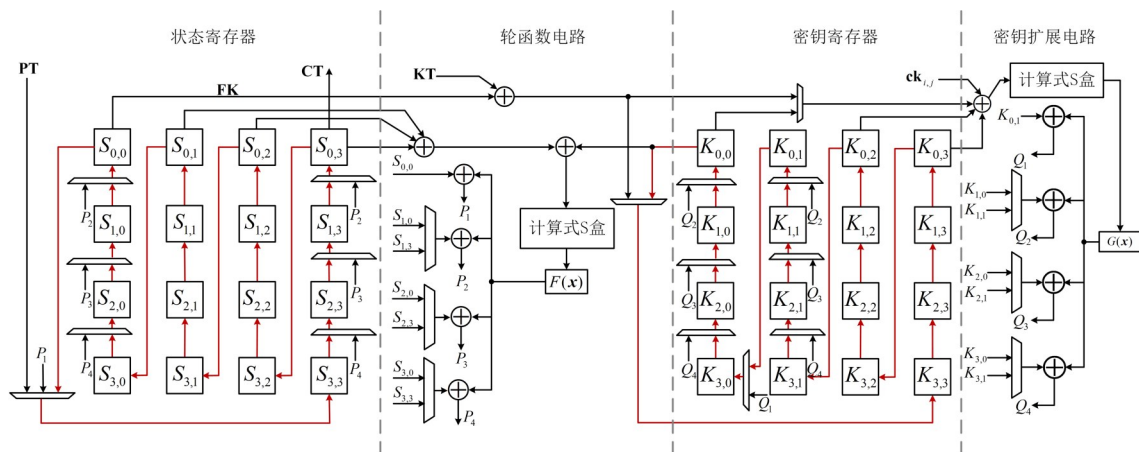 状态寄存器 轮函数电路 密钥寄存器 密钥扩展电路
PT CT KT ck_{i,j} 计算式S盒
FK
S_{0,0} S_{0,1} S_{0,2} S_{0,3} K_{0,0} K_{0,1} K_{0,2} K_{0,3} K_{0,1}
S_{0,0} Q_1
P_2 P_2 P_1 Q_2 Q_2
S_{1,0} S_{1,1} S_{1,2} S_{1,3} S_{1,0} 计算式S盒 K_{1,0} K_{1,1} K_{1,2} K_{1,3} K_{1,0}
S_{1,3} K_{1,1}
P_3 P_3 P_2 Q_3 Q_3 Q_2 G(x)
S_{2,0} S_{2,1} S_{2,2} S_{2,3} S_{2,0} F(x) K_{2,0} K_{2,1} K_{2,2} K_{2,3} K_{2,0}
S_{2,3} K_{2,1}
P_1 P_4 P_4 P_3 Q_4 Q_4 Q_3
S_{3,0} S_{3,1} S_{3,2} S_{3,3} S_{3,0} K_{3,0} K_{3,1} K_{3,2} K_{3,3} K_{3,0}
S_{3,3} Q_1 K_{3,1}
P_4 Q_4